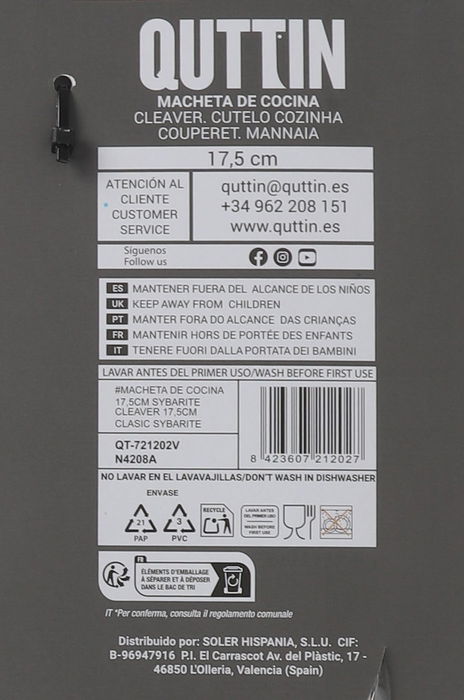 QUTTIN
MACHETA DE COCINA
CLEAVER. CUTELO COZINHA
COUPERET. MANNAIA
17,5 cm
ATENCIÓN AL
CLIENTE
CUSTOMER
SERVICE
quttin@quttin.es
+34 962 208 151
www.quttin.es
Síguenos
Follow us
ES MANTENER FUERA DEL ALCANCE DE LOS NIÑOS
UK KEEP AWAY FROM CHILDREN
PT MANTER FORA DO ALCANCE DAS CRIANÇAS
FR MANTENIR HORS DE PORTÉE DES ENFANTS
IT TENERE FUORI DALLA PORTATA DEI BAMBINI
LAVAR ANTES DEL PRIMER USO/WASH BEFORE FIRST USE
#MACHETA DE COCINA
17,5CM SYBARITE
CLEAVER 17,5CM
CLASIC SYBARITE
QT-721202V
N4208A
8 423607 212027
NO LAVAR EN EL LAVAVAJILLAS/DON'T WASH IN DISHWASHER
ENVASE
21
PAP
3
PVC
RECYCLE
LAVAR ANTES
DEL PRIMER USO
WASH BEFORE
FIRST USE
FR
ÉLÉMENTS D'EMBALLAGE
À SÉPARER ET À DÉPOSER
DANS LE BAC DE TRI
IT *Per conferma, consulta il regolamento comunale
Distribuido por: SOLER HISPANIA, S.L.U. CIF:
B-96947916 P.I. El Carrascot Av. del Plàstic, 17 -
46850 L'Olleria, Valencia (Spain)